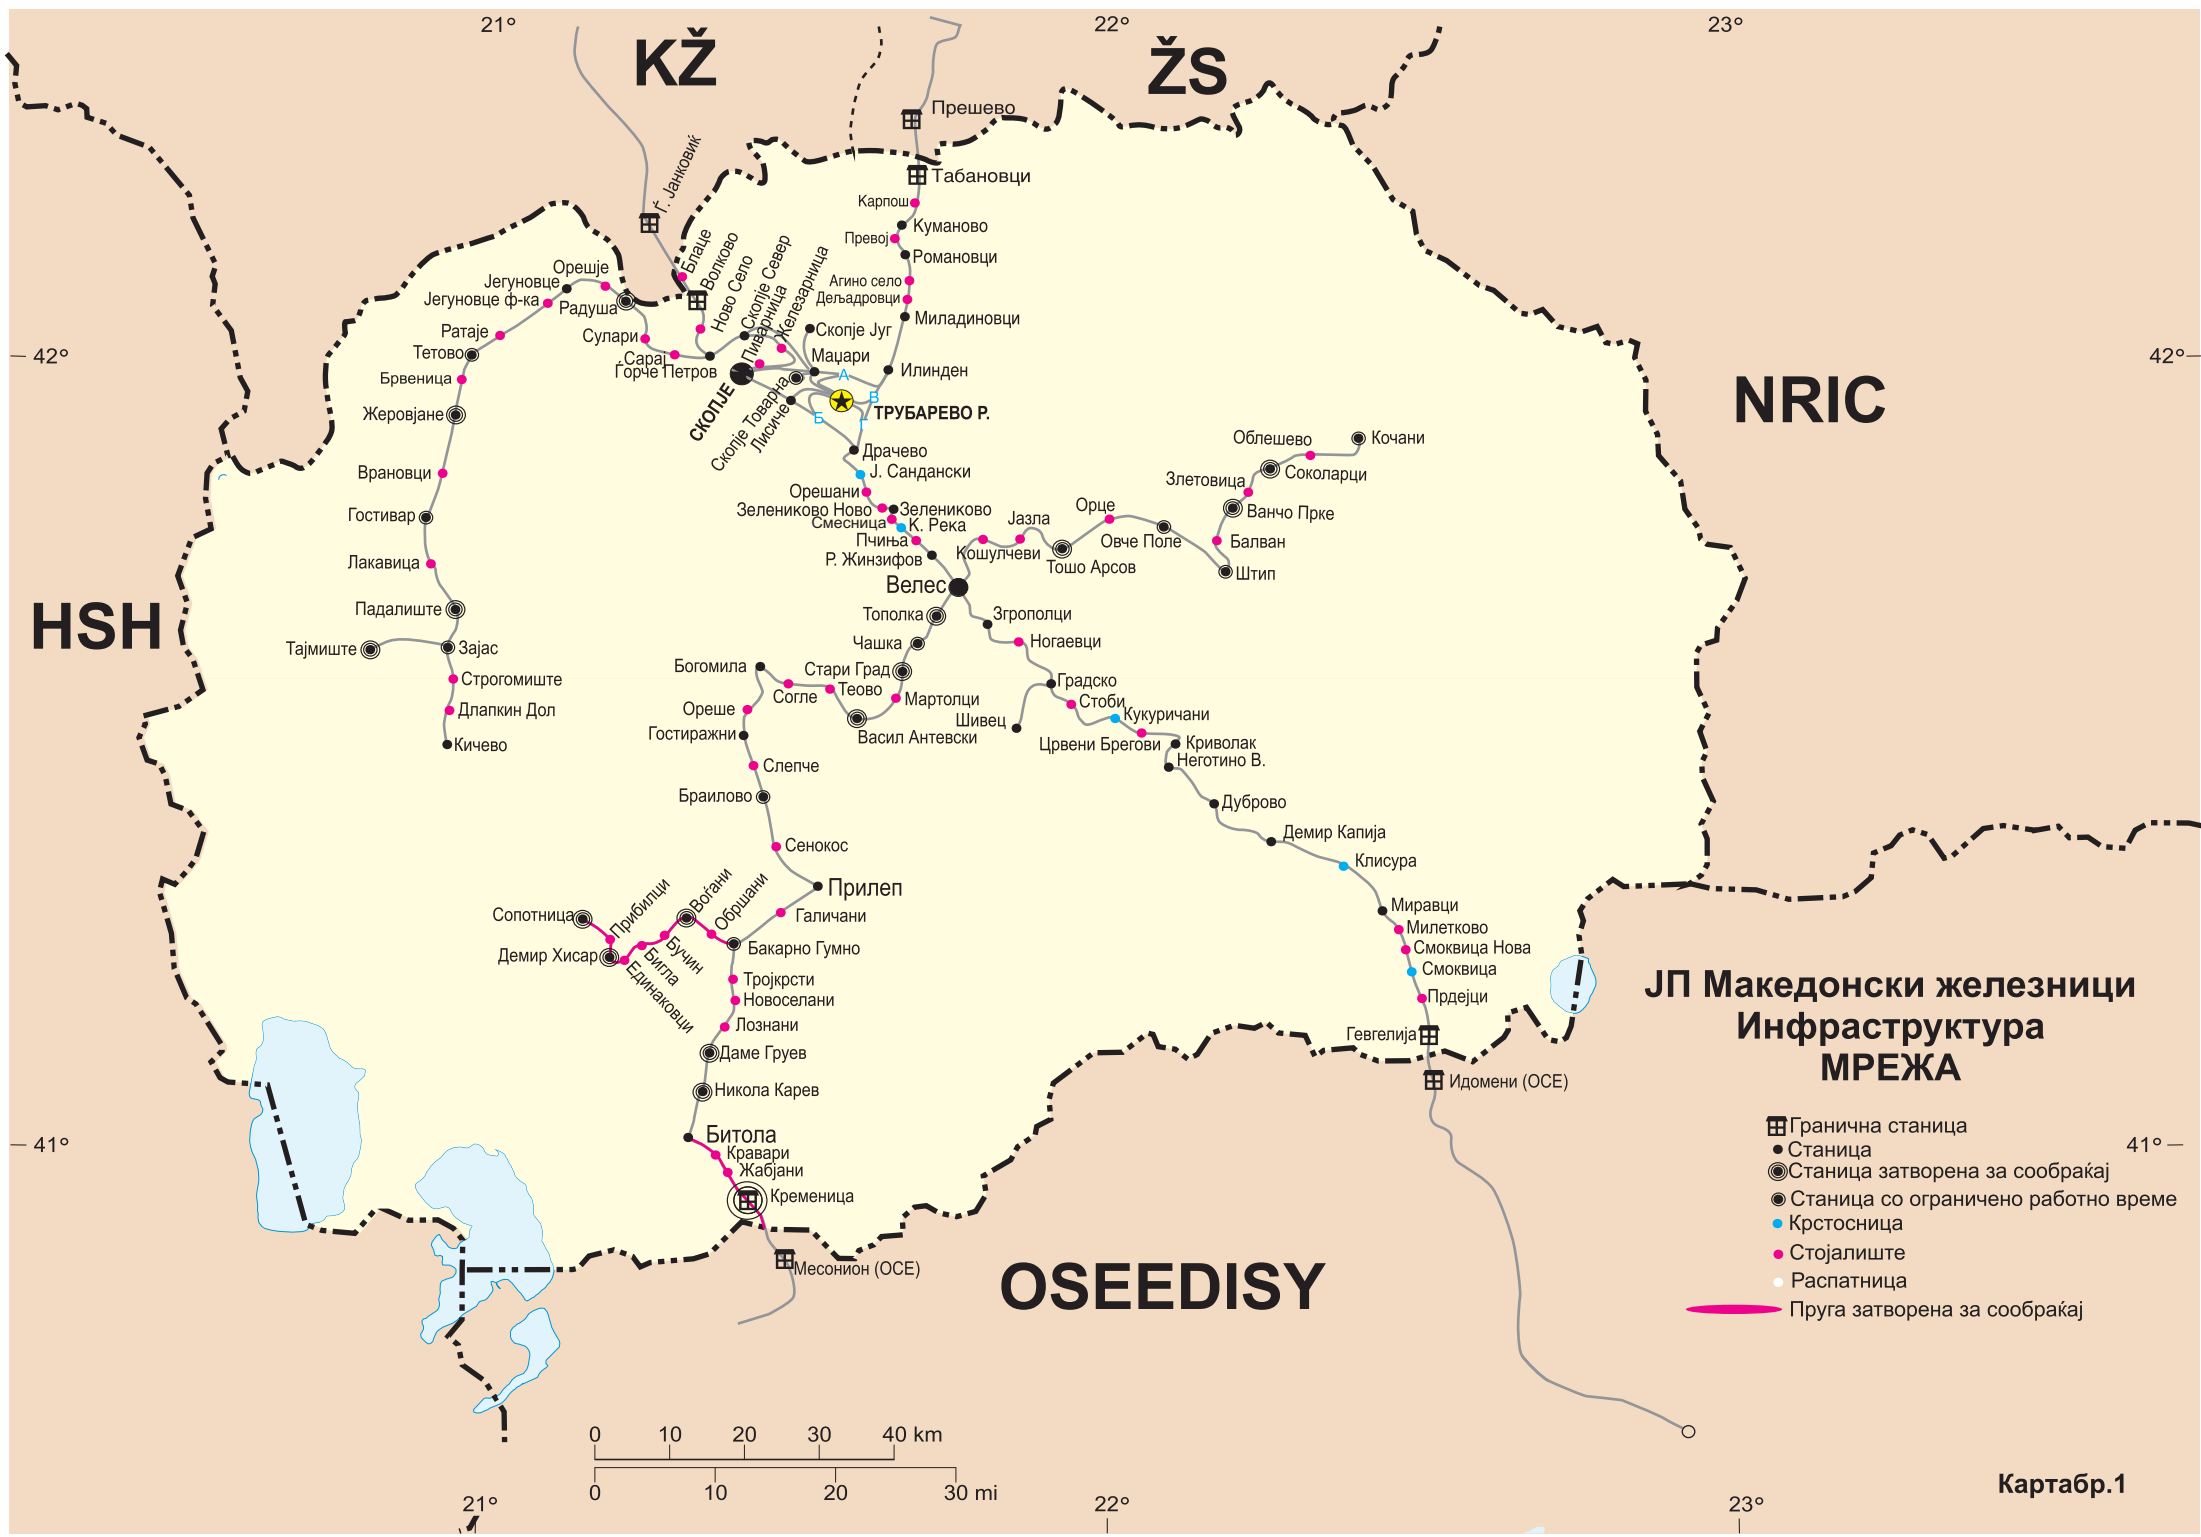 21°
22°
23°
KŽ
ŽS
Прешево
Ѓ. Јанковиќ
Табановци
Карпош
Куманово
Превој
Романовци
Блаце
Волково
Ново Село
Скопје Север
Пиварница
Железарница
Орешје
Јегуновце
Јегуновце ф-ка
Радуша
Агино село
Дељадровци
Миладиновци
Скопје Југ
Ратаје
Сулари
Тетово
Сарај
Ѓорче Петров
Маџари
Илинден
42°
42°
Брвеница
А
В
Б
Г
СКОПЈЕ
Скопје Товарна
Лисиче
ТРУБАРЕВО Р.
NRIC
Жеровјане
Драчево
Облешево
Кочани
Врановци
Ј. Сандански
Соколарци
Орешани
Злетовица
Зелениково Ново
Зелениково
Гостивар
Смесница
К. Река
Јазла
Орце
Ванчо Прке
Пчиња
Кошулчеви
Овче Поле
Балван
Лакавица
Р. Жинзифов
Тошо Арсов
Штип
Велес
HSH
Падалиште
Тополка
Згрополци
Тајмиште
Зајас
Чашка
Ногаевци
Богомила
Стари Град
Строгомиште
Согле
Теово
Градско
Длапкин Дол
Ореше
Мартолци
Стоби
Шивец
Кукуричани
Гостиражни
Васил Антевски
Црвени Брегови
Криволак
Кичево
Неготино В.
Слепче
Браилово
Дуброво
Сенокос
Демир Капија
Клисура
Прилеп
Сопотница
Прибилци
Воѓани
Обршани
Галичани
Миравци
Милетково
Демир Хисар
Единаковци
Бигла
Бучин
Бакарно Гумно
Смоквица Нова
Смоквица
Тројкрсти
Новоселани
Прдејци
Лознани
Гевгелија
Даме Груев
Идомени (ОСЕ)
Никола Карев
Битола
Кравари
Жабјани
Кременица
Месонион (ОСЕ)
OSEEDISY
ЈП Македонски железници
Инфраструктура
МРЕЖА
Гранична станица
Станица
Станица затворена за сообраќај
Станица со ограничено работно време
Крстосница
Стојалиште
Распатница
Пруга затворена за сообраќај
41°
41°
0 10 20 30 40 km
0 10 20 30 mi
Картабр.1
21°
22°
23°